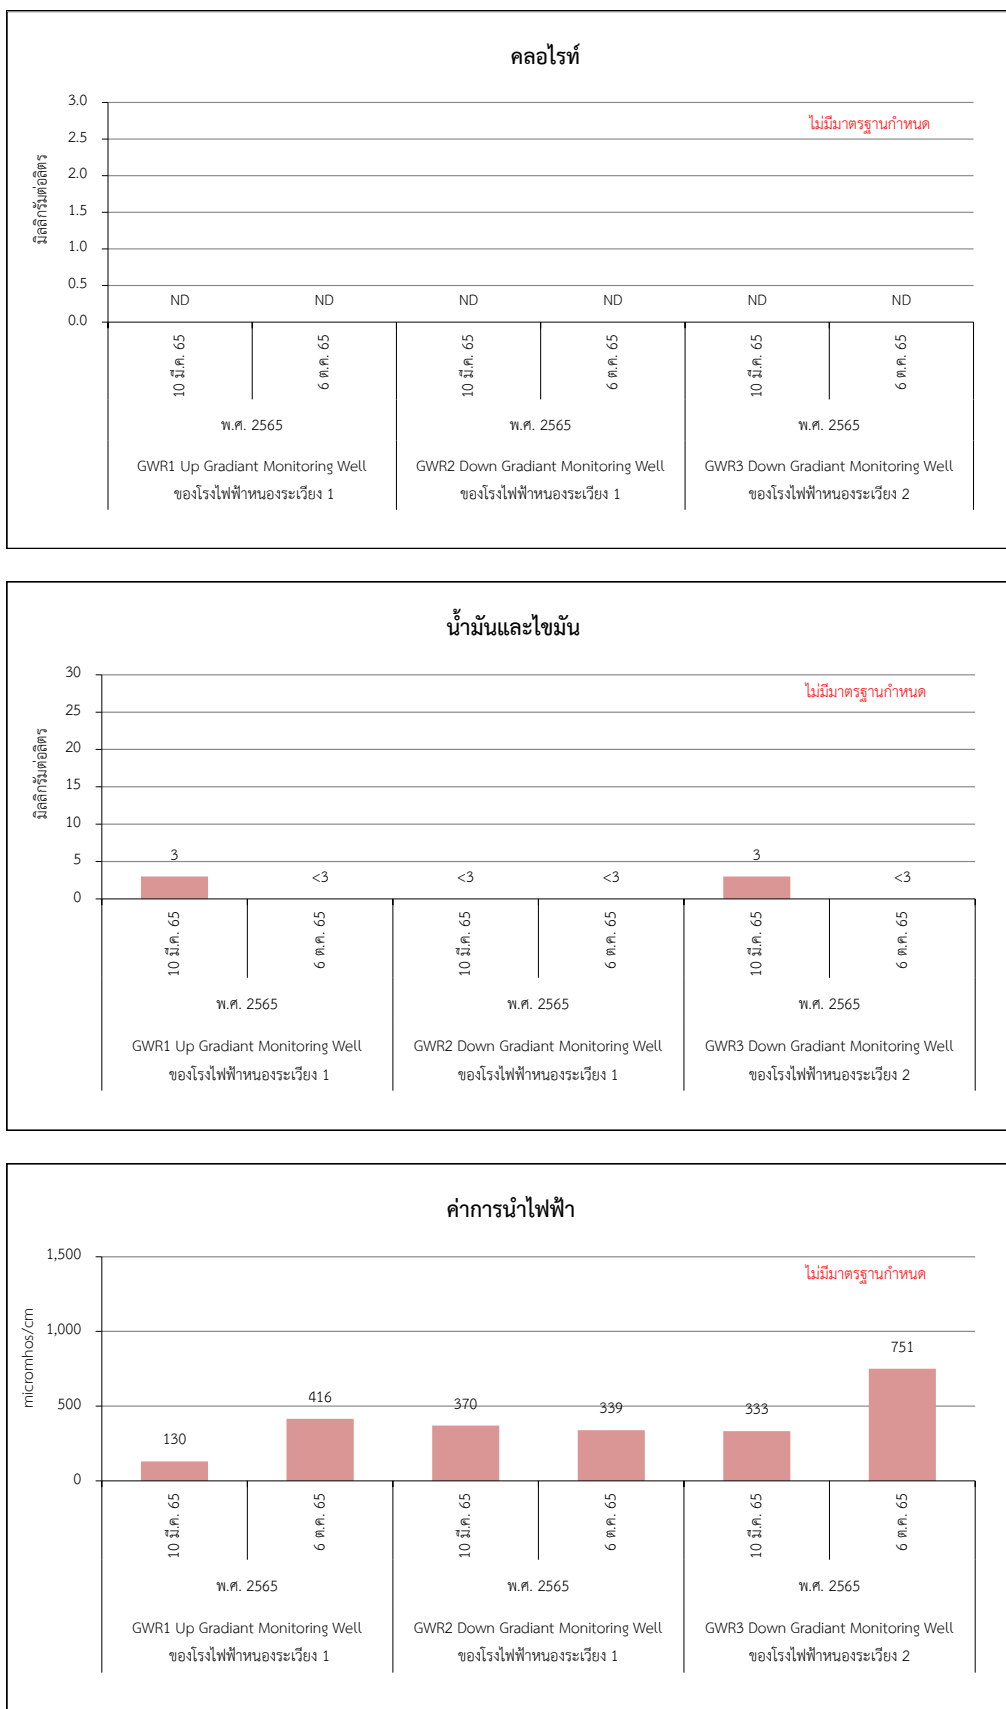 คลอไรท์
มิลลิกรัมต่อลิตร
3.0
2.5
2.0
1.5
1.0
0.5
0.0
ไม่มีมาตรฐานกำหนด
ND ND ND ND ND ND
10 มี.ค. 65 6 ต.ค. 65 10 มี.ค. 65 6 ต.ค. 65 10 มี.ค. 65 6 ต.ค. 65
พ.ศ. 2565 พ.ศ. 2565 พ.ศ. 2565
GWR1 Up Gradiant Monitoring Well GWR2 Down Gradiant Monitoring Well GWR3 Down Gradiant Monitoring Well
ของโรงไฟฟ้าหนองระเวียง 1 ของโรงไฟฟ้าหนองระเวียง 1 ของโรงไฟฟ้าหนองระเวียง 2
น้ำมันและไขมัน
มิลลิกรัมต่อลิตร
30
25
20
15
10
5
0
ไม่มีมาตรฐานกำหนด
3 <3 <3 <3 3 <3
10 มี.ค. 65 6 ต.ค. 65 10 มี.ค. 65 6 ต.ค. 65 10 มี.ค. 65 6 ต.ค. 65
พ.ศ. 2565 พ.ศ. 2565 พ.ศ. 2565
GWR1 Up Gradiant Monitoring Well GWR2 Down Gradiant Monitoring Well GWR3 Down Gradiant Monitoring Well
ของโรงไฟฟ้าหนองระเวียง 1 ของโรงไฟฟ้าหนองระเวียง 1 ของโรงไฟฟ้าหนองระเวียง 2
ค่าการนำไฟฟ้า
micromhos/cm
1,500
1,000
500
0
ไม่มีมาตรฐานกำหนด
130 416 370 339 333 751
10 มี.ค. 65 6 ต.ค. 65 10 มี.ค. 65 6 ต.ค. 65 10 มี.ค. 65 6 ต.ค. 65
พ.ศ. 2565 พ.ศ. 2565 พ.ศ. 2565
GWR1 Up Gradiant Monitoring Well GWR2 Down Gradiant Monitoring Well GWR3 Down Gradiant Monitoring Well
ของโรงไฟฟ้าหนองระเวียง 1 ของโรงไฟฟ้าหนองระเวียง 1 ของโรงไฟฟ้าหนองระเวียง 2